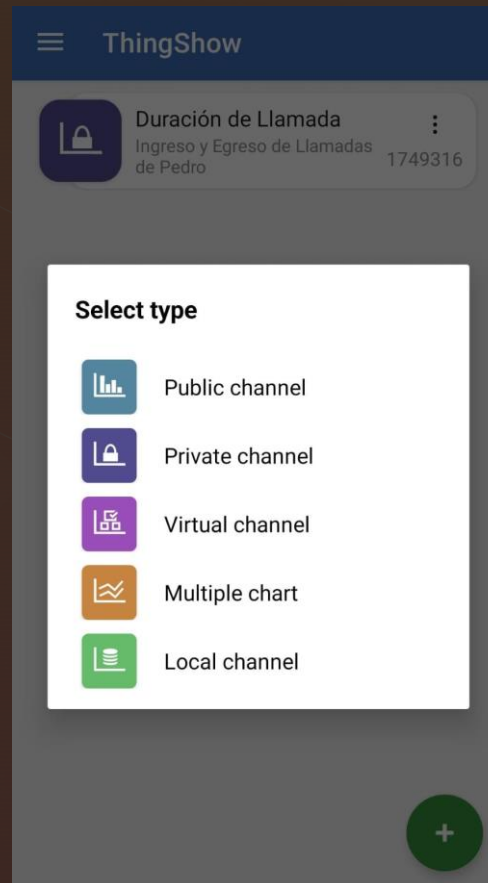 ThingShow
Duración de Llamada
Ingreso y Egreso de Llamadas
de Pedro
1749316
Select type
Public channel
Private channel
Virtual channel
Multiple chart
Local channel